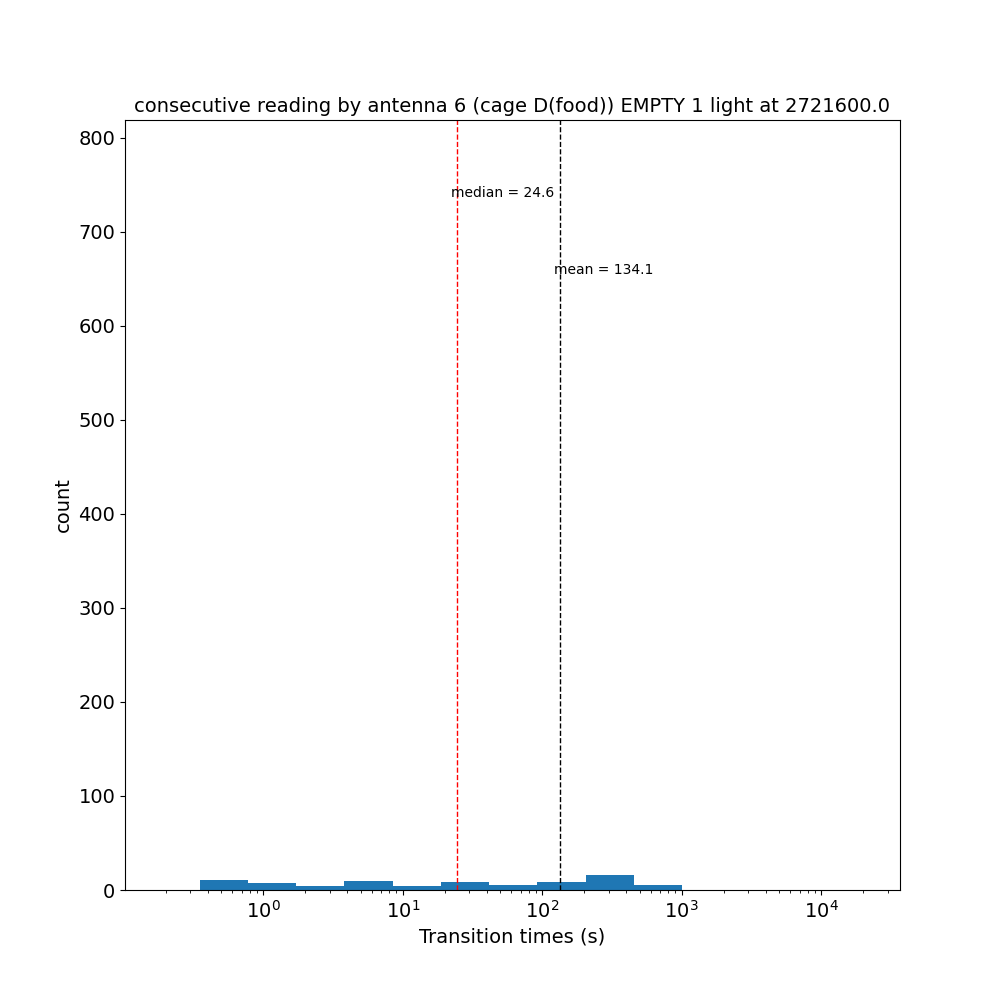 consecutive reading by antenna 6 (cage D(food)) EMPTY 1 light at 2721600.0
800
median = 24.6
700
mean = 134.1
600
500
count
400
300
200
100
0
10⁰ 10¹ 10² 10³ 10⁴
Transition times (s)